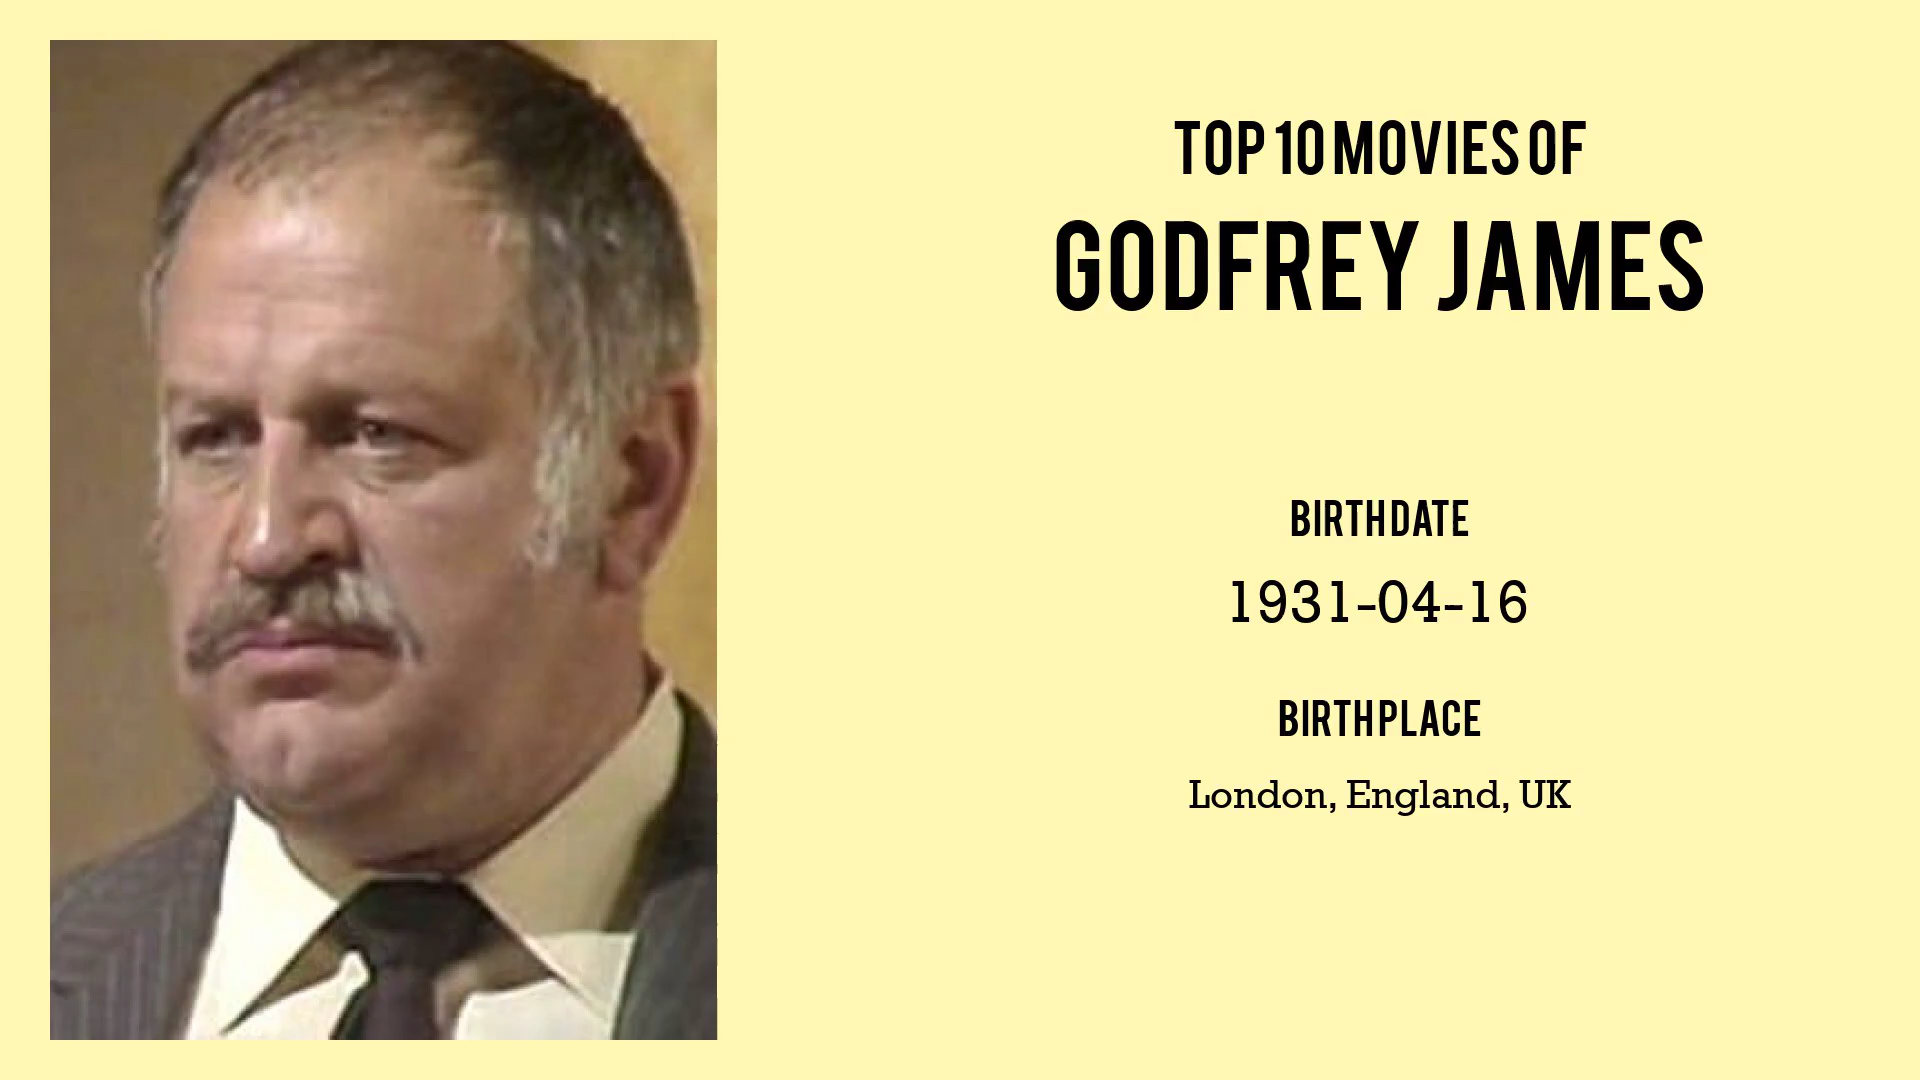 TOP 10 MOVIES OF
GODFREY JAMES
BIRTHDATE
1931-04-16
BIRTHPLACE
London, England, UK